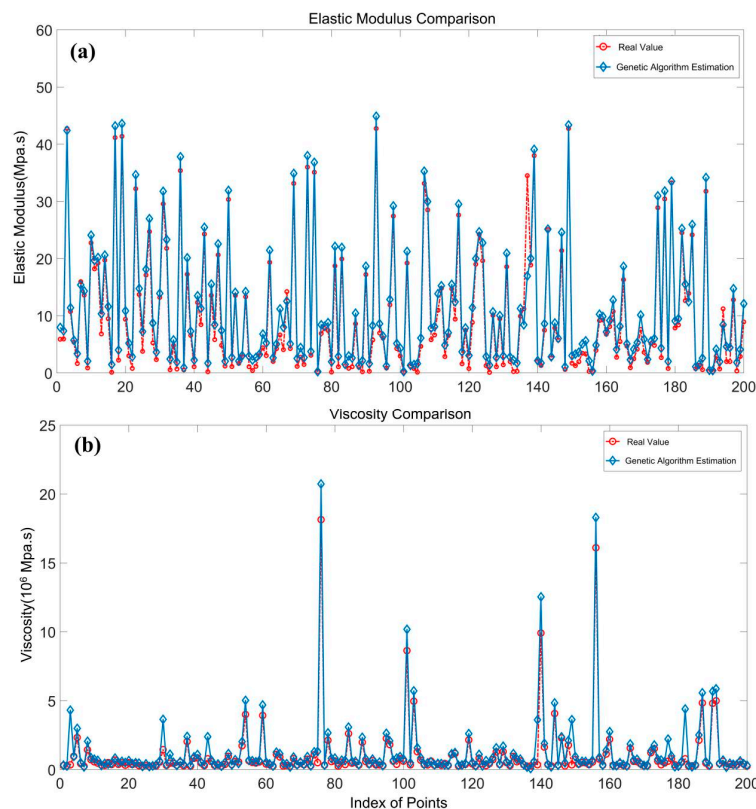 Elastic Modulus Comparison
(a)
Real Value
Genetic Algorithm Estimation
Elastic Modulus(Mpa.s)
60
50
40
30
20
10
0
0 20 40 60 80 100 120 140 160 180 200
Viscosity Comparison
(b)
Real Value
Genetic Algorithm Estimation
Viscosity(10⁶ Mpa.s)
25
20
15
10
5
0
0 20 40 60 80 100 120 140 160 180 200
Index of Points